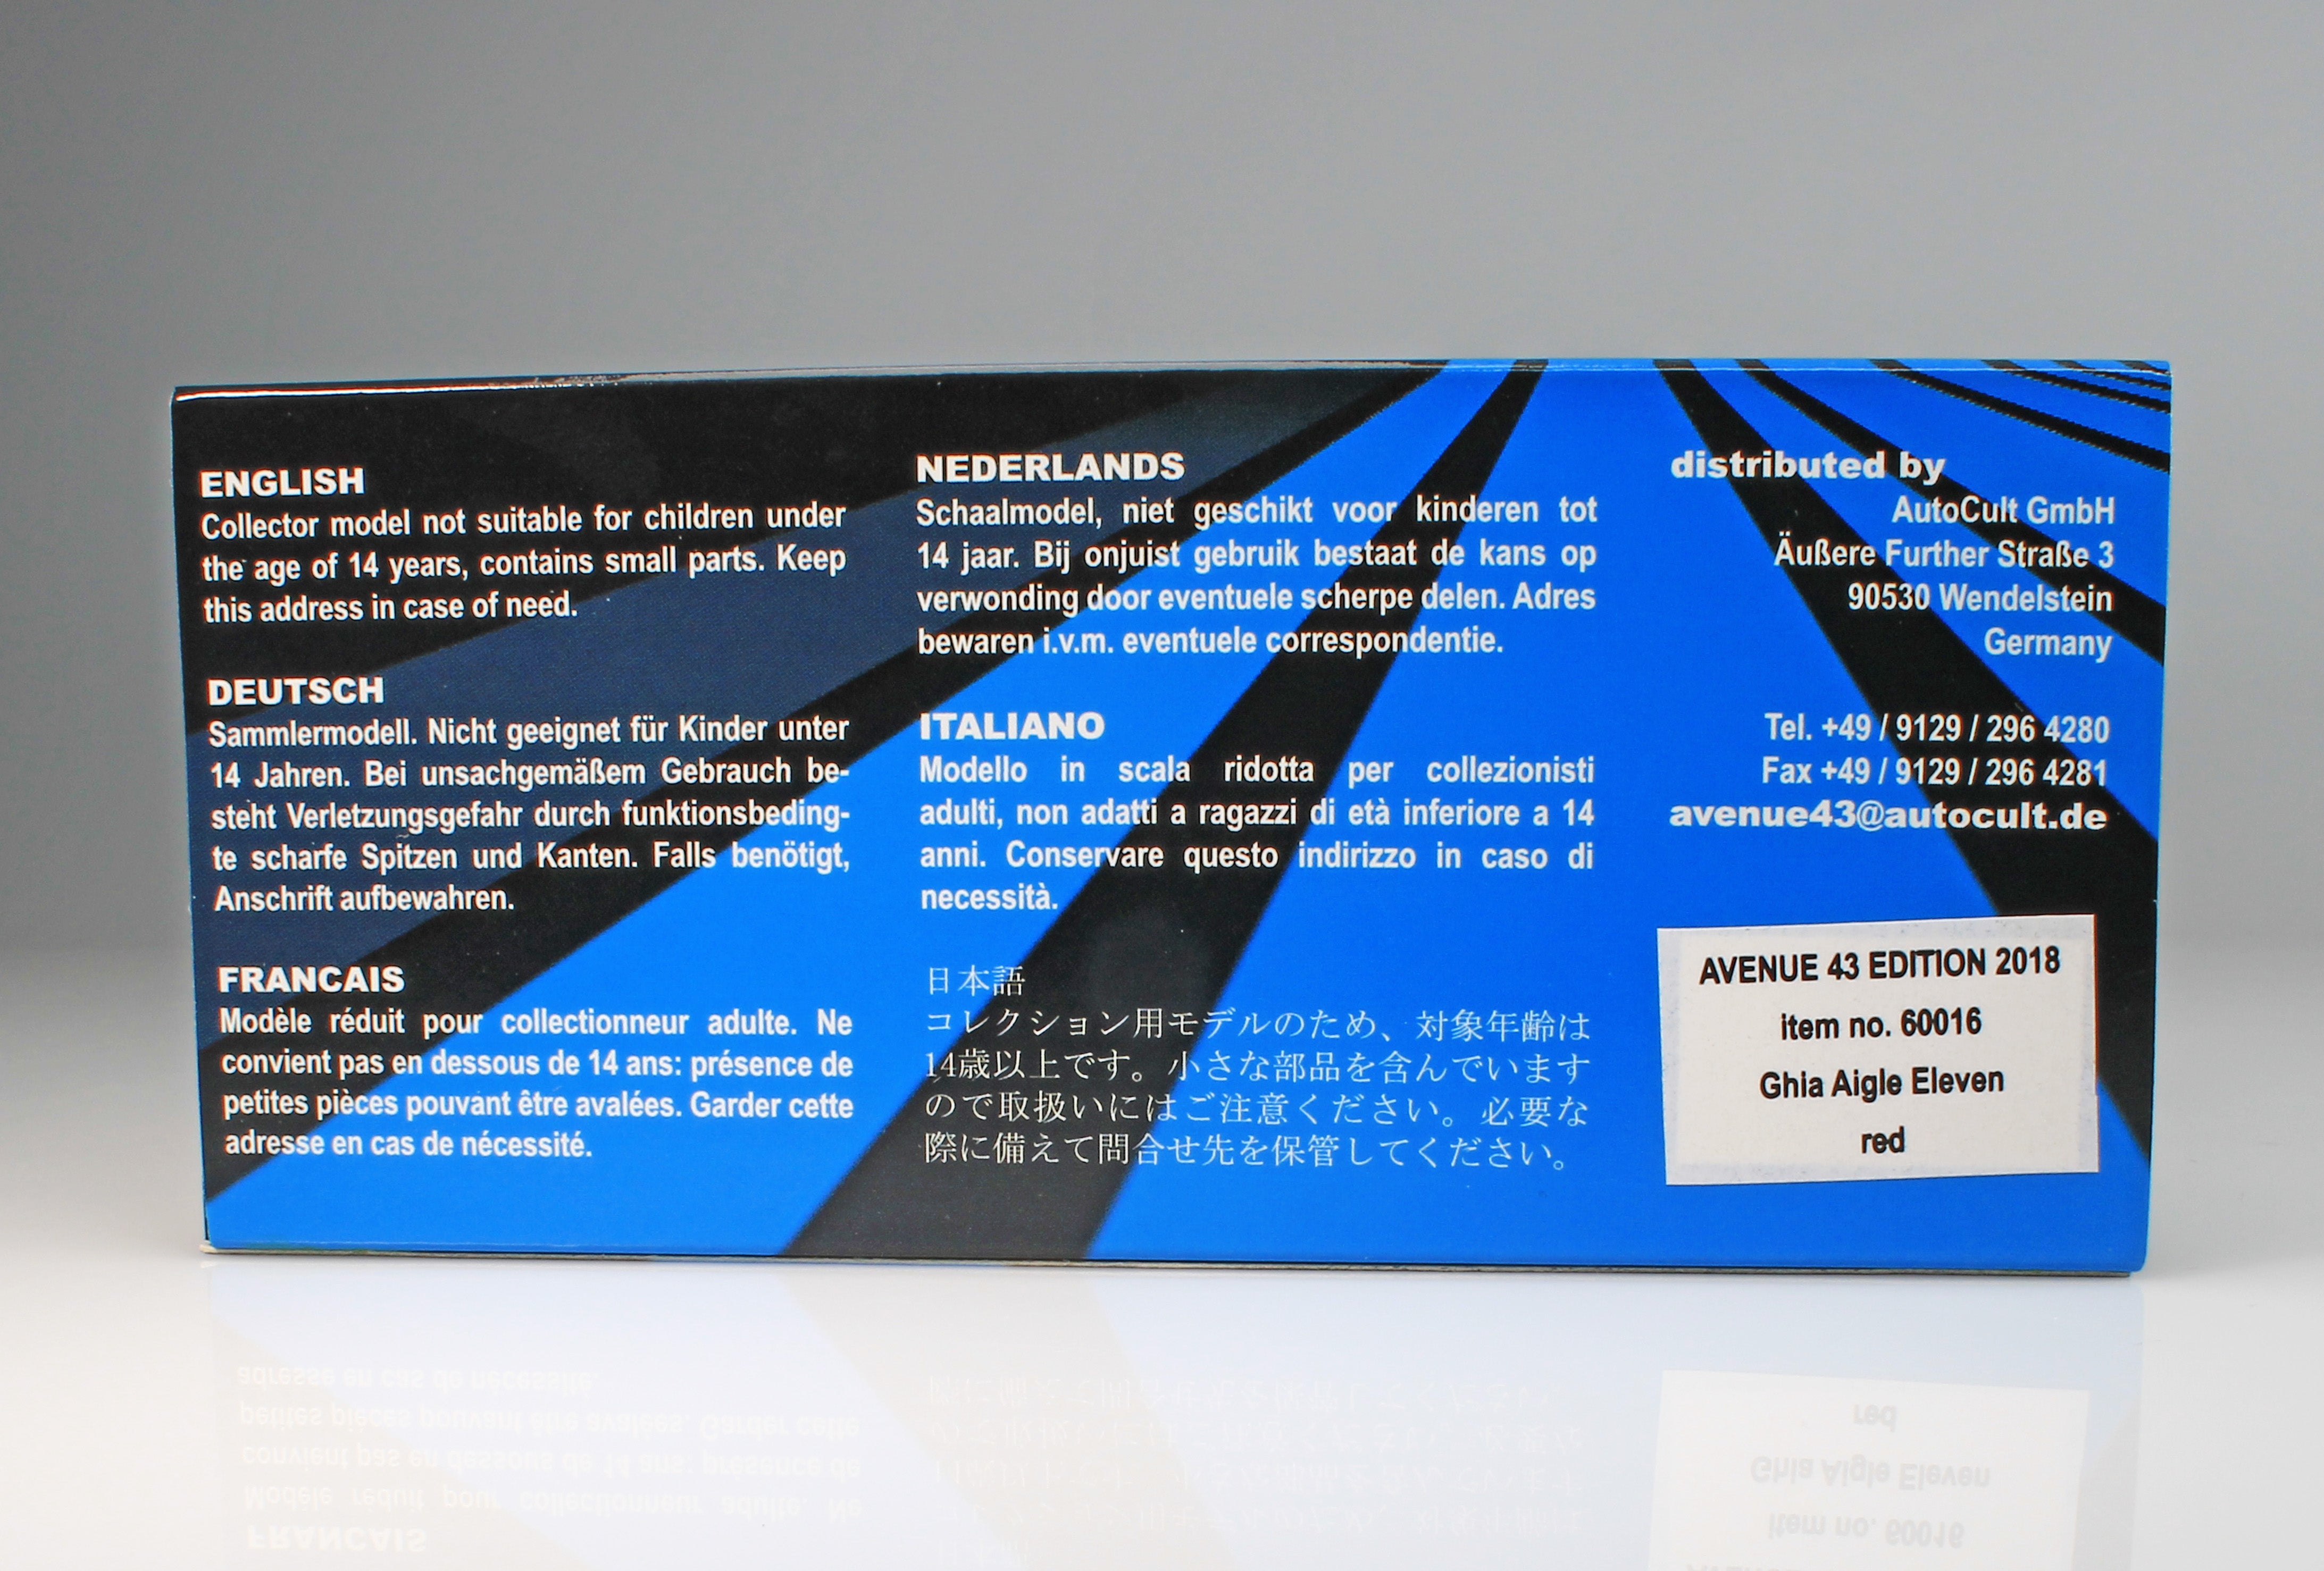 ENGLISH
Collector model not suitable for children under
the age of 14 years, contains small parts. Keep
this address in case of need.
DEUTSCH
Sammlermodell. Nicht geeignet für Kinder unter
14 Jahren. Bei unsachgemäßem Gebrauch be-
steht Verletzungsgefahr durch funktionsbeding-
te scharfe Spitzen und Kanten. Falls benötigt,
Anschrift aufbewahren.
FRANCAIS
Modèle réduit pour collectionneur adulte. Ne
convient pas en dessous de 14 ans: présence de
petites pièces pouvant être avalées. Garder cette
adresse en cas de nécessité.
NEDERLANDS
Schaalmodel, niet geschikt voor kinderen tot
14 jaar. Bij onjuist gebruik bestaat de kans op
verwonding door eventuele scherpe delen. Adres
bewaren i.v.m. eventuele correspondentie.
ITALIANO
Modello in scala ridotta per collezionisti
adulti, non adatti a ragazzi di età inferiore a 14
anni. Conservare questo indirizzo in caso di
necessità.
日本語
コレクション用モデルのため、対象年齢は
14歳以上です。小さな部品を含んでいます
ので取扱いにはご注意ください。必要な
際に備えて問合せ先を保管してください。
distributed by
AutoCult GmbH
Äußere Further Straße 3
90530 Wendelstein
Germany
Tel. +49 / 9129 / 296 4280
Fax +49 / 9129 / 296 4281
avenue43@autocult.de
AVENUE 43 EDITION 2018
item no. 60016
Ghia Aigle Eleven
red